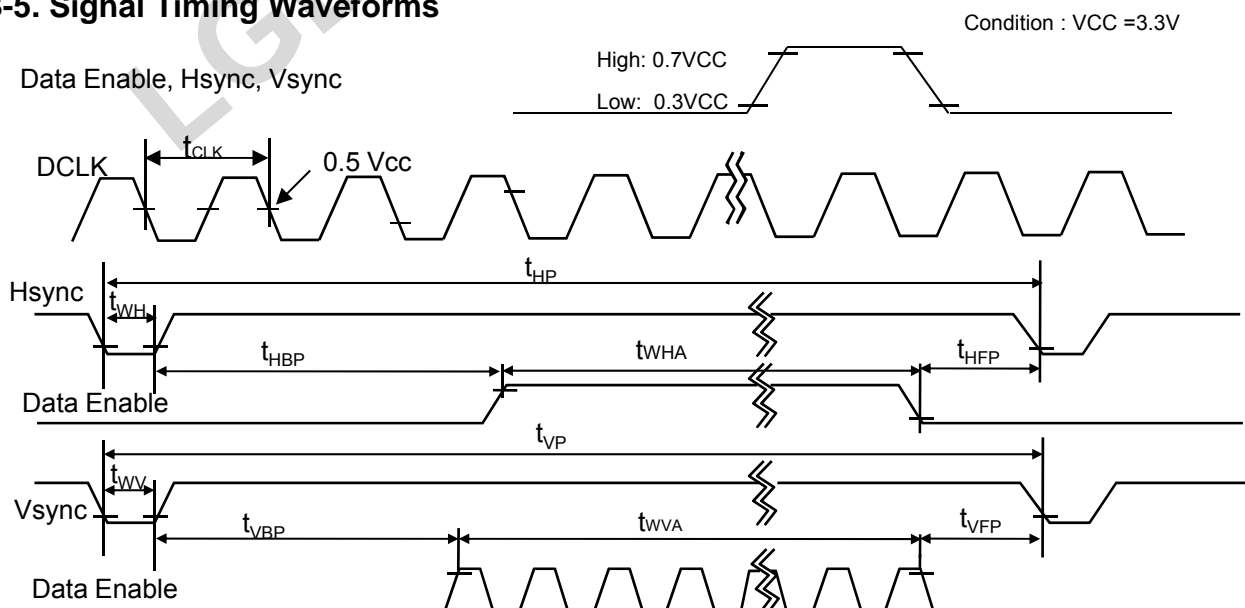 -5. Signal Timing Waveforms
Condition : VCC =3.3V
Data Enable, Hsync, Vsync
High: 0.7VCC
Low: 0.3VCC
LG
DCLK
tCLK
0.5 Vcc
tHP
Hsync
tWH
tHBP
tWHA
tHFP
Data Enable
tVP
tWV
Vsync
tVBP
tWVA
tVFP
Data Enable